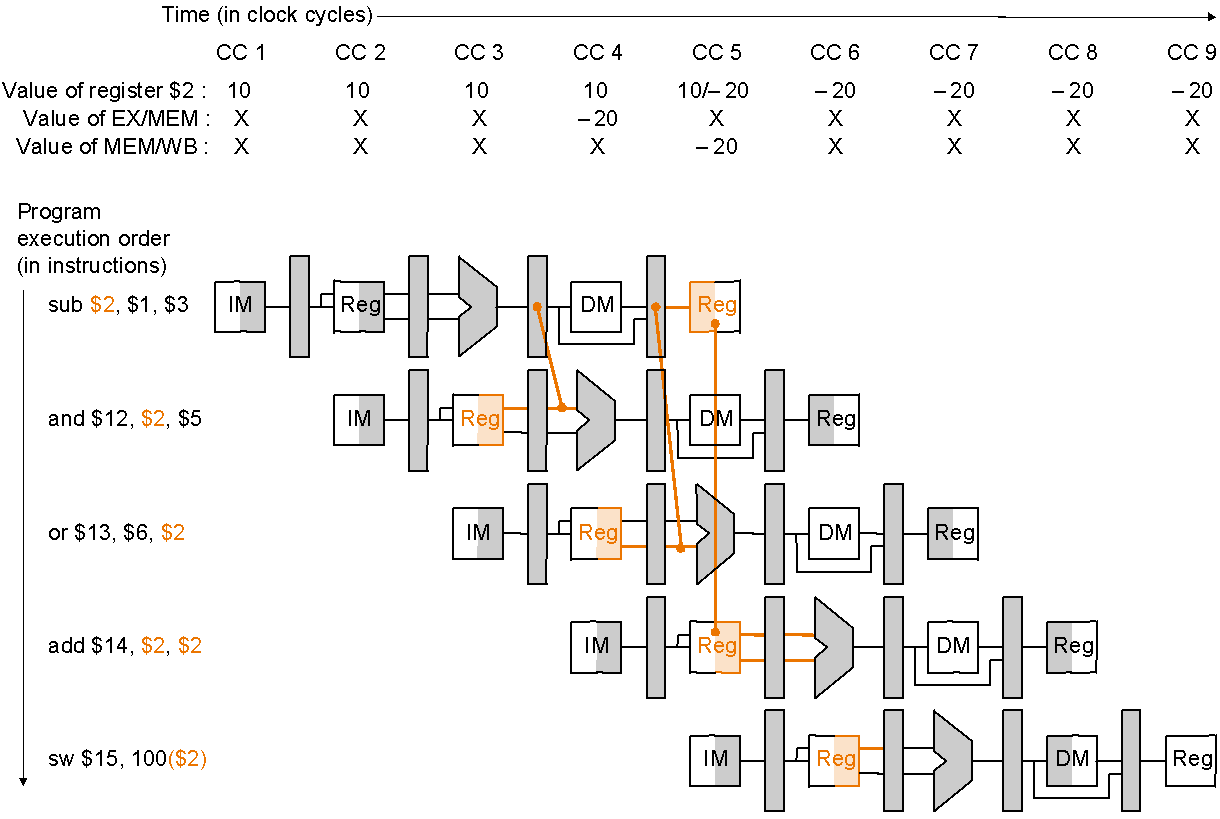 Time (in clock cycles)
CC 1 CC 2 CC 3 CC 4 CC 5 CC 6 CC 7 CC 8 CC 9
Value of register $2 : 10 10 10 10 10/– 20 – 20 – 20 – 20 – 20
Value of EX/MEM : X X X – 20 X X X X X
Value of MEM/WB : X X X X – 20 X X X X
Program
execution order
(in instructions)
sub $2, $1, $3
IM Reg DM Reg
and $12, $2, $5
IM Reg DM Reg
or $13, $6, $2
IM Reg DM Reg
add $14, $2, $2
IM Reg DM Reg
sw $15, 100($2)
IM Reg DM Reg